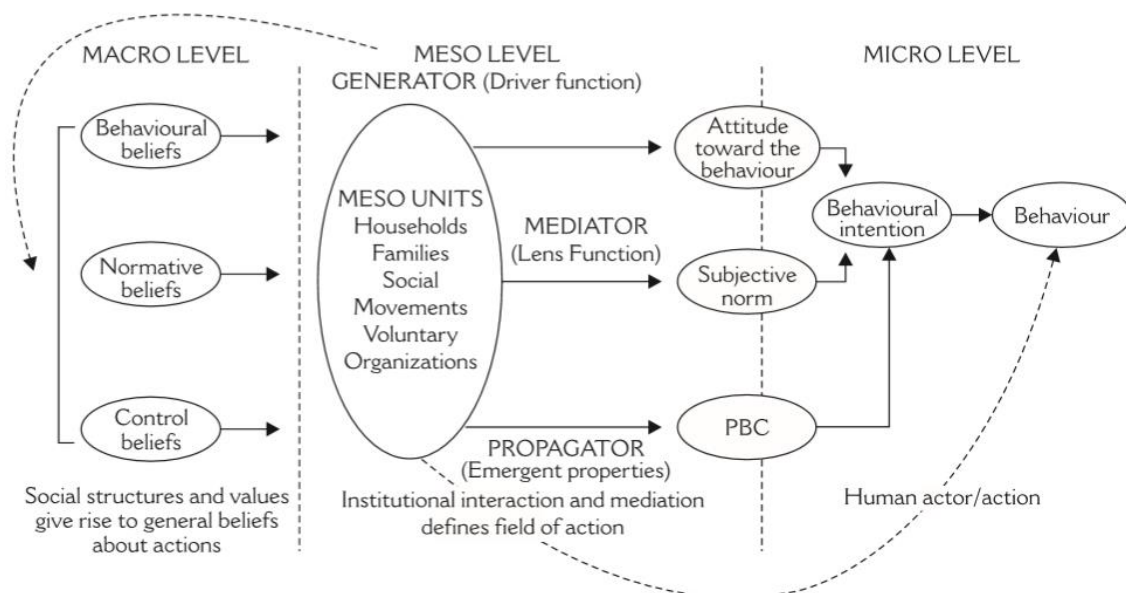 MACRO LEVEL
MESO LEVEL
GENERATOR (Driver function)
MICRO LEVEL
Behavioural
beliefs
Normative
beliefs
Control
beliefs
Social structures and values
give rise to general beliefs
about actions
MESO UNITS
Households
Families
Social
Movements
Voluntary
Organizations
MEDIATOR
(Lens Function)
PROPAGATOR
(Emergent properties)
Institutional interaction and mediation
defines field of action
Attitude
toward the
behaviour
Subjective
norm
PBC
Behavioural
intention
Behaviour
Human actor/action